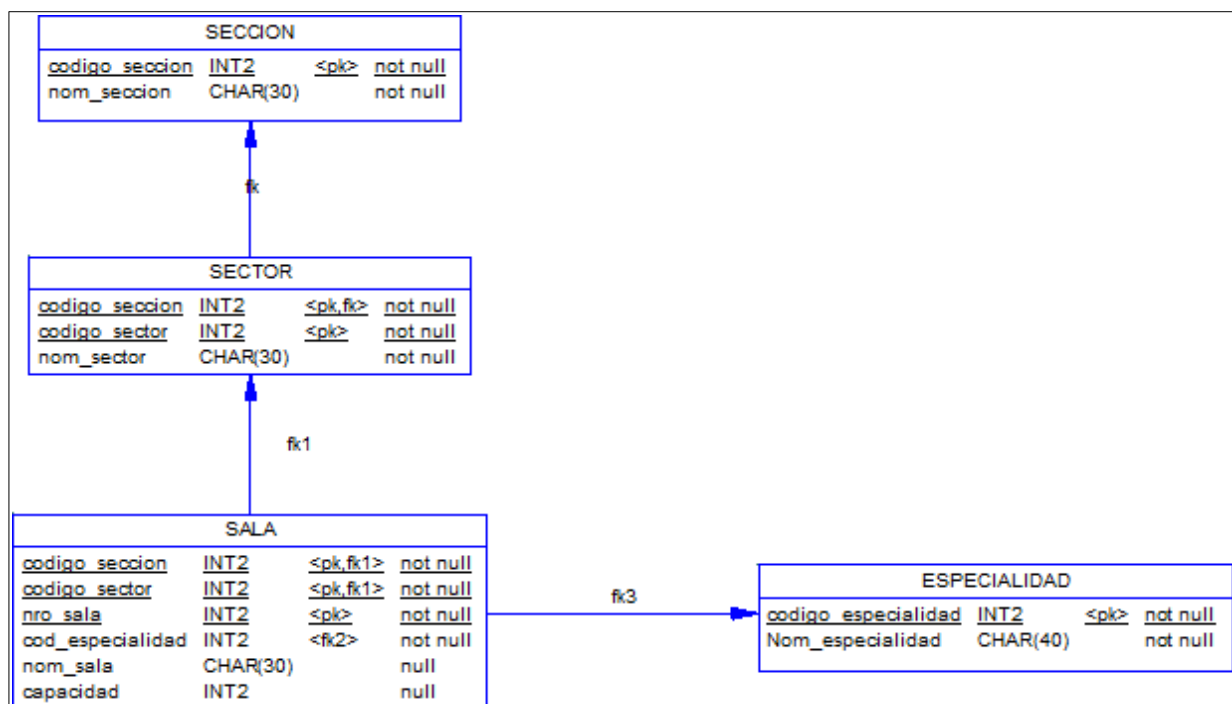 SECCION
codigo_seccion INT2 <pk> not null
nom_seccion CHAR(30) not null
fk
SECTOR
codigo_seccion INT2 <pk,fk> not null
codigo_sector INT2 <pk> not null
nom_sector CHAR(30) not null
fk1
SALA
codigo_seccion INT2 <pk,fk1> not null
codigo_sector INT2 <pk,fk1> not null
nro_sala INT2 <pk> not null
cod_especialidad INT2 <fk2> not null
nom_sala CHAR(30) null
capacidad INT2 null
fk3
ESPECIALIDAD
codigo_especialidad INT2 <pk> not null
Nom_especialidad CHAR(40) not null